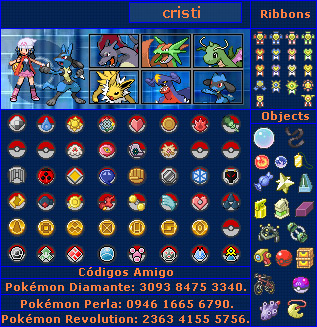 cristi
Ribbons
Objects
Códigos Amigo
Pokémon Diamante: 3093 8475 3340.
Pokémon Perla: 0946 1665 6790.
Pokémon Revolution: 2363 4155 5756.